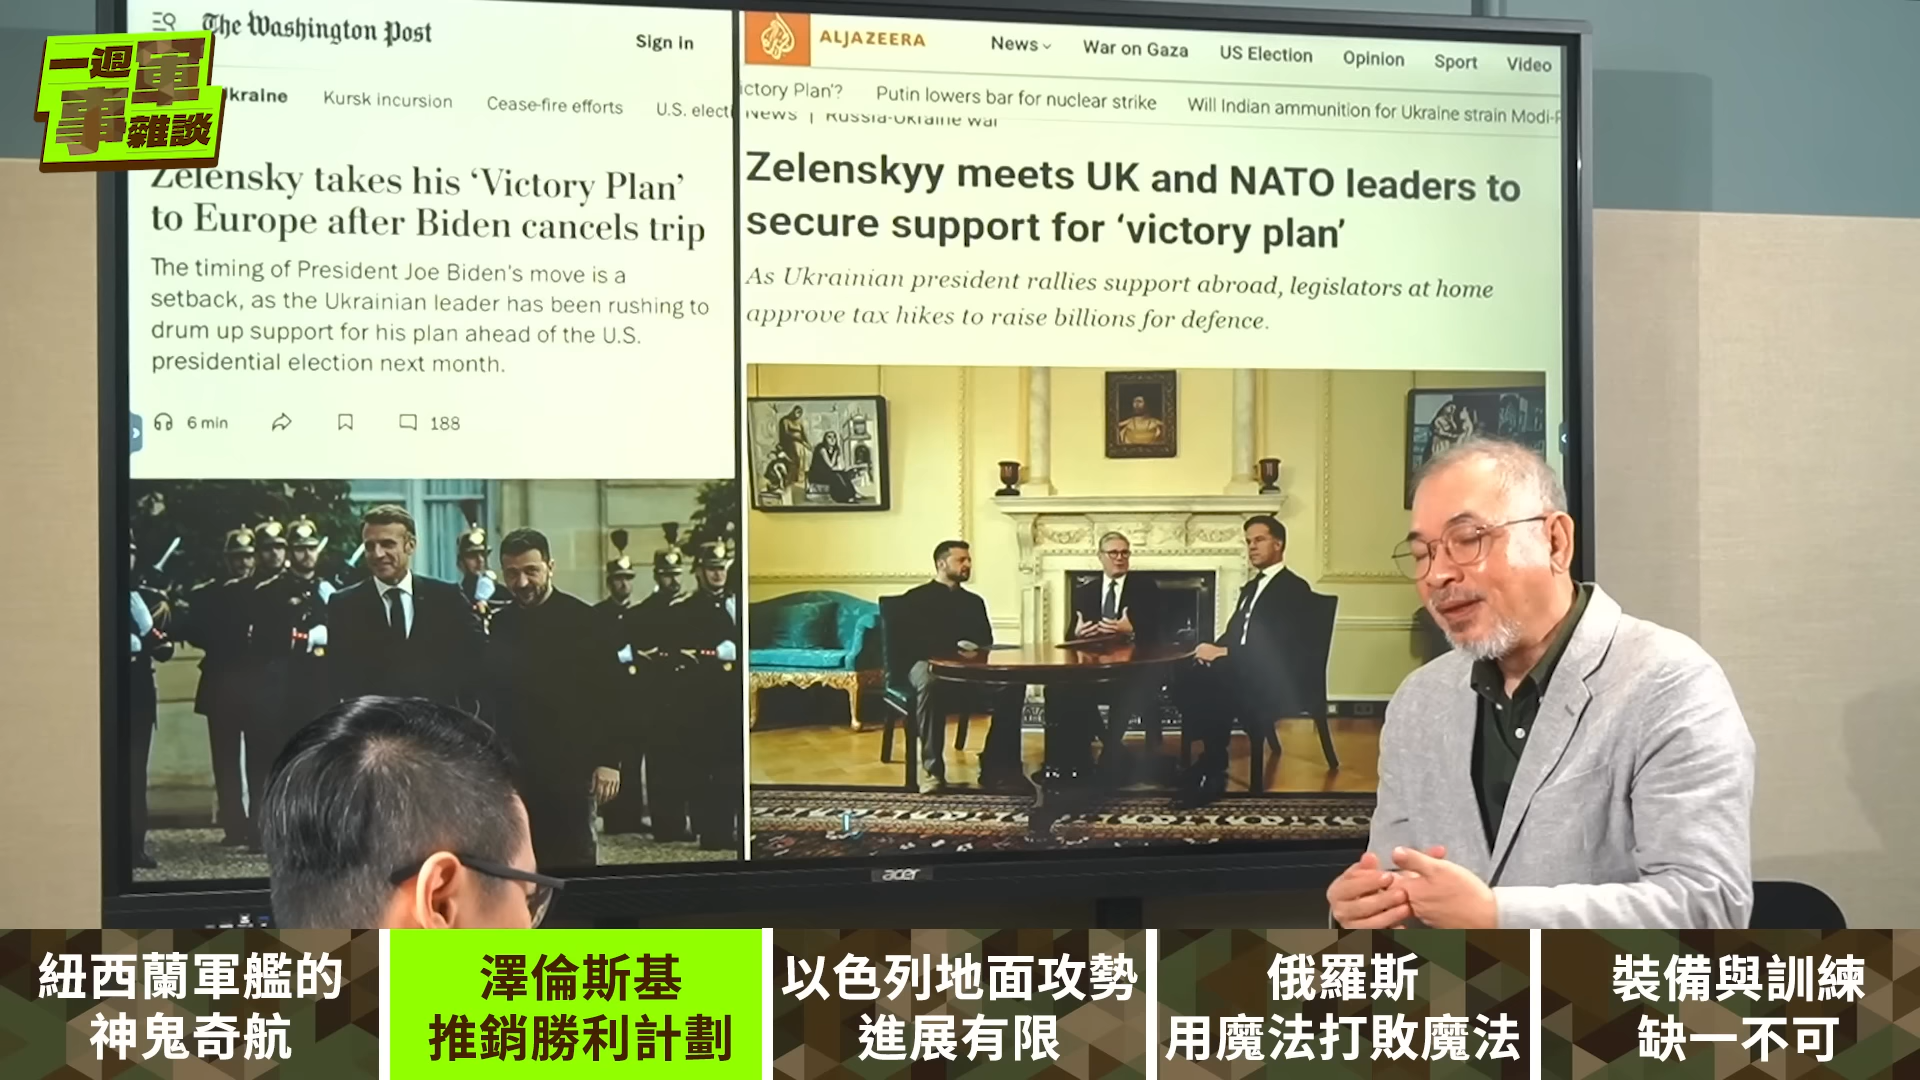 一週軍事雜談
The Washington Post
Sign in
kraine Kursk incursion Cease-fire efforts U.S. elect
Zelensky takes his ‘Victory Plan’
to Europe after Biden cancels trip
The timing of President Joe Biden's move is a
setback, as the Ukrainian leader has been rushing to
drum up support for his plan ahead of the U.S.
presidential election next month.
6 min 188
ALJAZEERA
News War on Gaza US Election Opinion Sport Video
ictory Plan'? Putin lowers bar for nuclear strike Will Indian ammunition for Ukraine strain Modi-P
News | Russia-Ukraine war
Zelenskyy meets UK and NATO leaders to
secure support for ‘victory plan’
As Ukrainian president rallies support abroad, legislators at home
approve tax hikes to raise billions for defence.
acer
紐西蘭軍艦的
神鬼奇航
澤倫斯基
推銷勝利計劃
以色列地面攻勢
進展有限
俄羅斯
用魔法打敗魔法
裝備與訓練
缺一不可